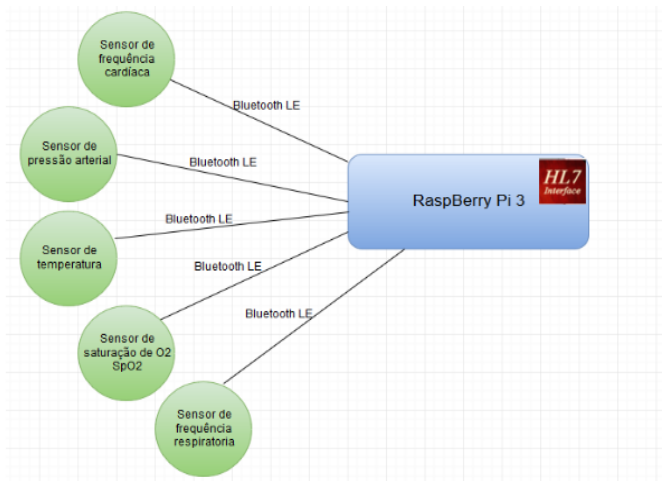 Sensor de
frequência
cardíaca
Bluetooth LE
Sensor de
pressão arterial
Bluetooth LE
HL7
Interface
RaspBerry Pi 3
Bluetooth LE
Sensor de
temperatura
Bluetooth LE
Bluetooth LE
Sensor de
saturação de O2
SpO2
Sensor de
frequência
respiratoria